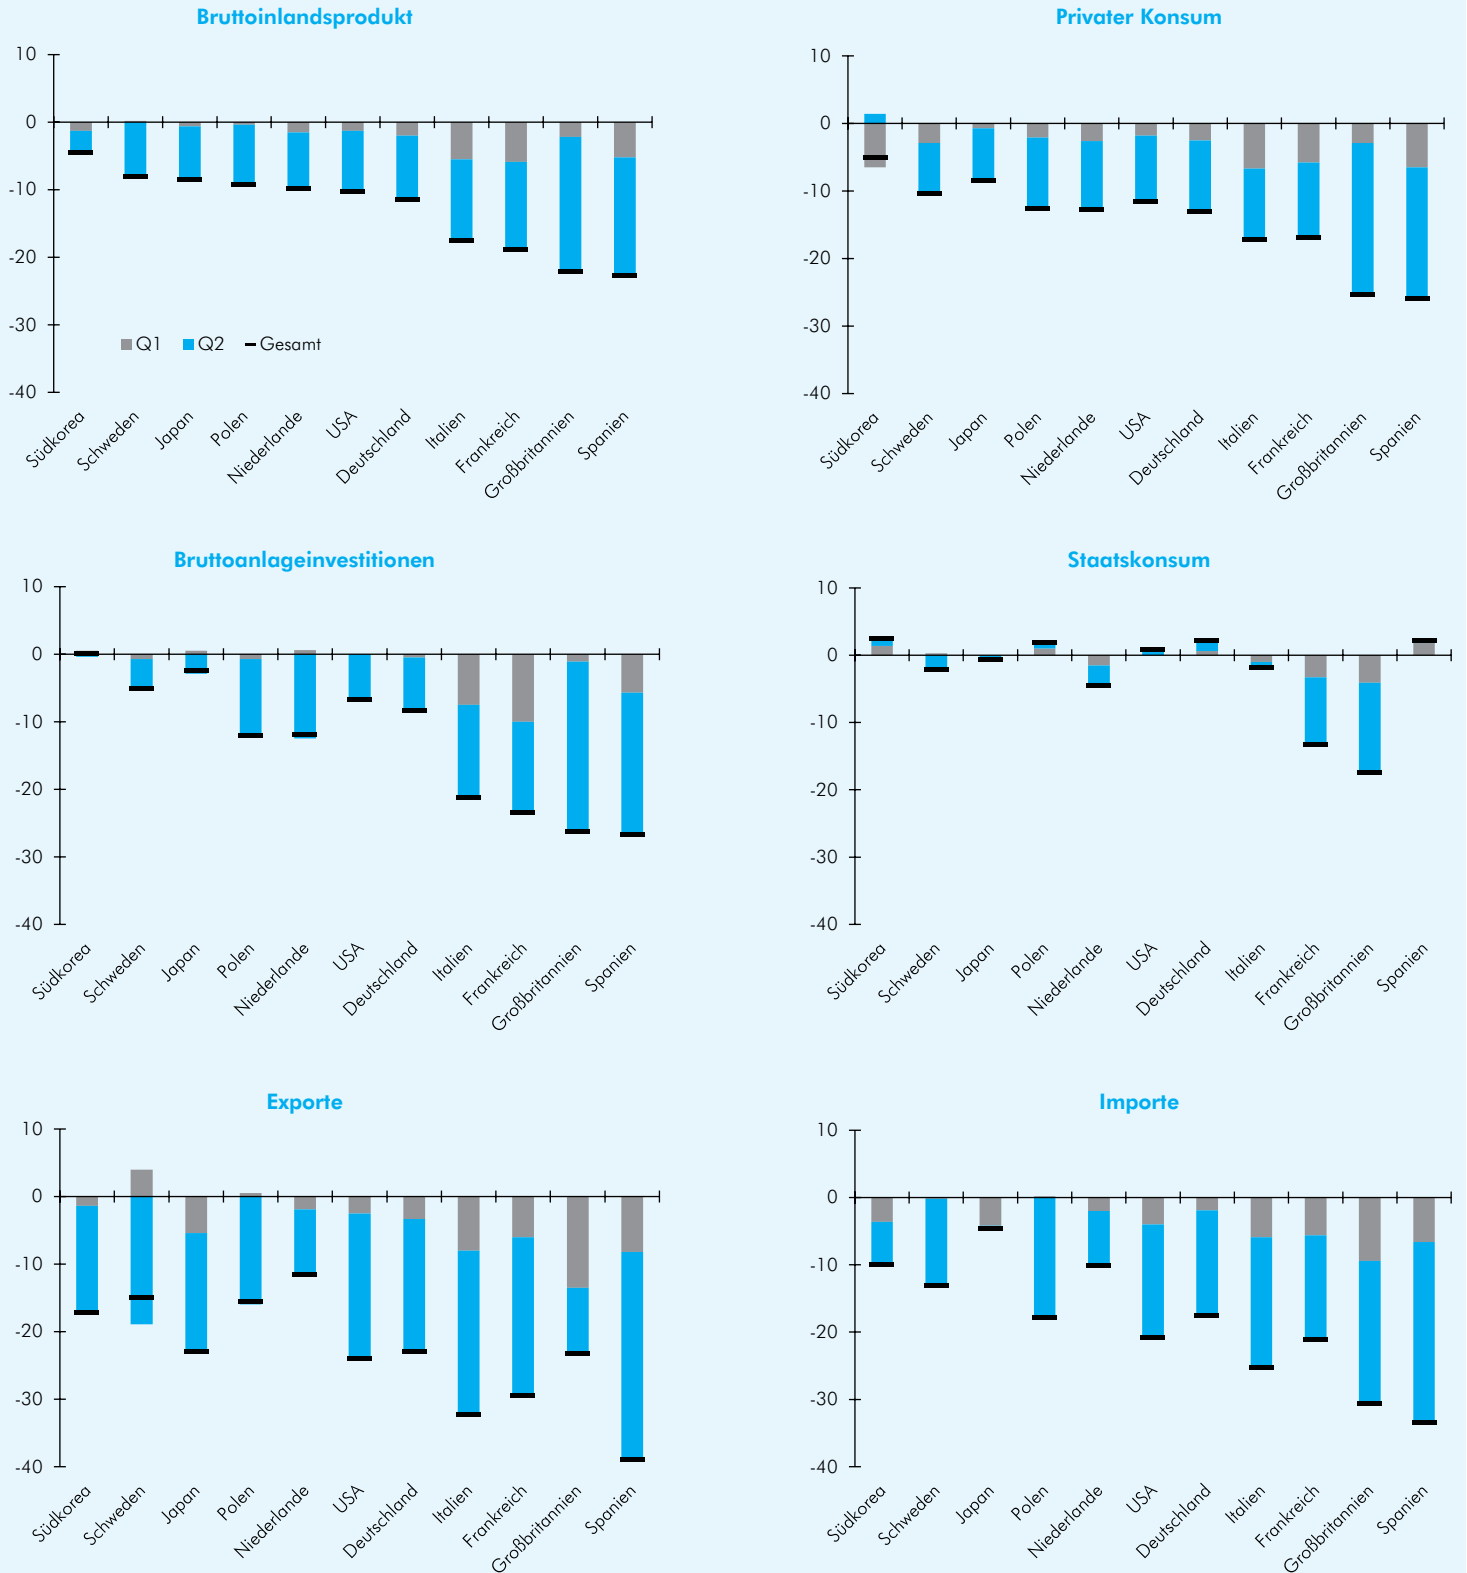 Bruttoinlandsprodukt
10
0
-10
-20
-30
-40
Q1 Q2 Gesamt
Südkorea
Schweden
Japan
Polen
Niederlande
USA
Deutschland
Italien
Frankreich
Großbritannien
Spanien
Privater Konsum
10
0
-10
-20
-30
-40
Südkorea
Schweden
Japan
Polen
Niederlande
USA
Deutschland
Italien
Frankreich
Großbritannien
Spanien
Bruttoanlageinvestitionen
10
0
-10
-20
-30
-40
Südkorea
Schweden
Japan
Polen
Niederlande
USA
Deutschland
Italien
Frankreich
Großbritannien
Spanien
Staatskonsum
10
0
-10
-20
-30
-40
Südkorea
Schweden
Japan
Polen
Niederlande
USA
Deutschland
Italien
Frankreich
Großbritannien
Spanien
Exporte
10
0
-10
-20
-30
-40
Südkorea
Schweden
Japan
Polen
Niederlande
USA
Deutschland
Italien
Frankreich
Großbritannien
Spanien
Importe
10
0
-10
-20
-30
-40
Südkorea
Schweden
Japan
Polen
Niederlande
USA
Deutschland
Italien
Frankreich
Großbritannien
Spanien